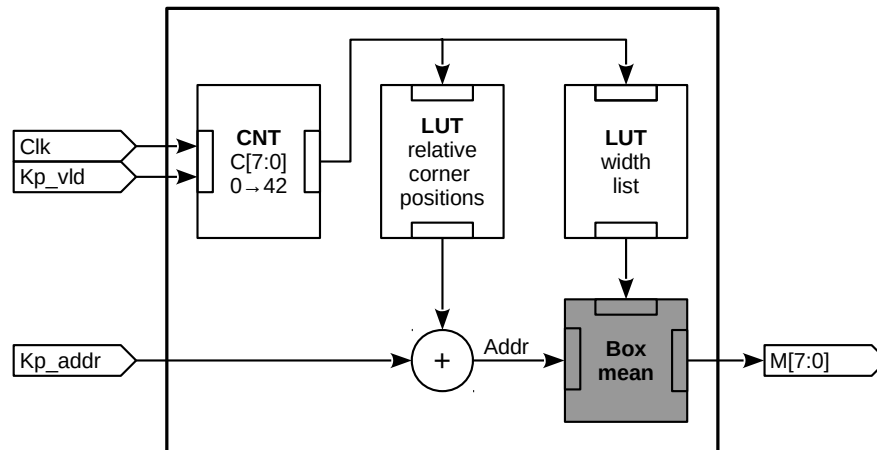 Clk
Kp_vld
CNT
C[7:0]
0→42
LUT
relative
corner
positions
LUT
width
list
Kp_addr
+
Addr
Box
mean
M[7:0]